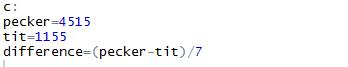 c:
pecker=4515
tit=1155
difference=(pecker-tit)/7